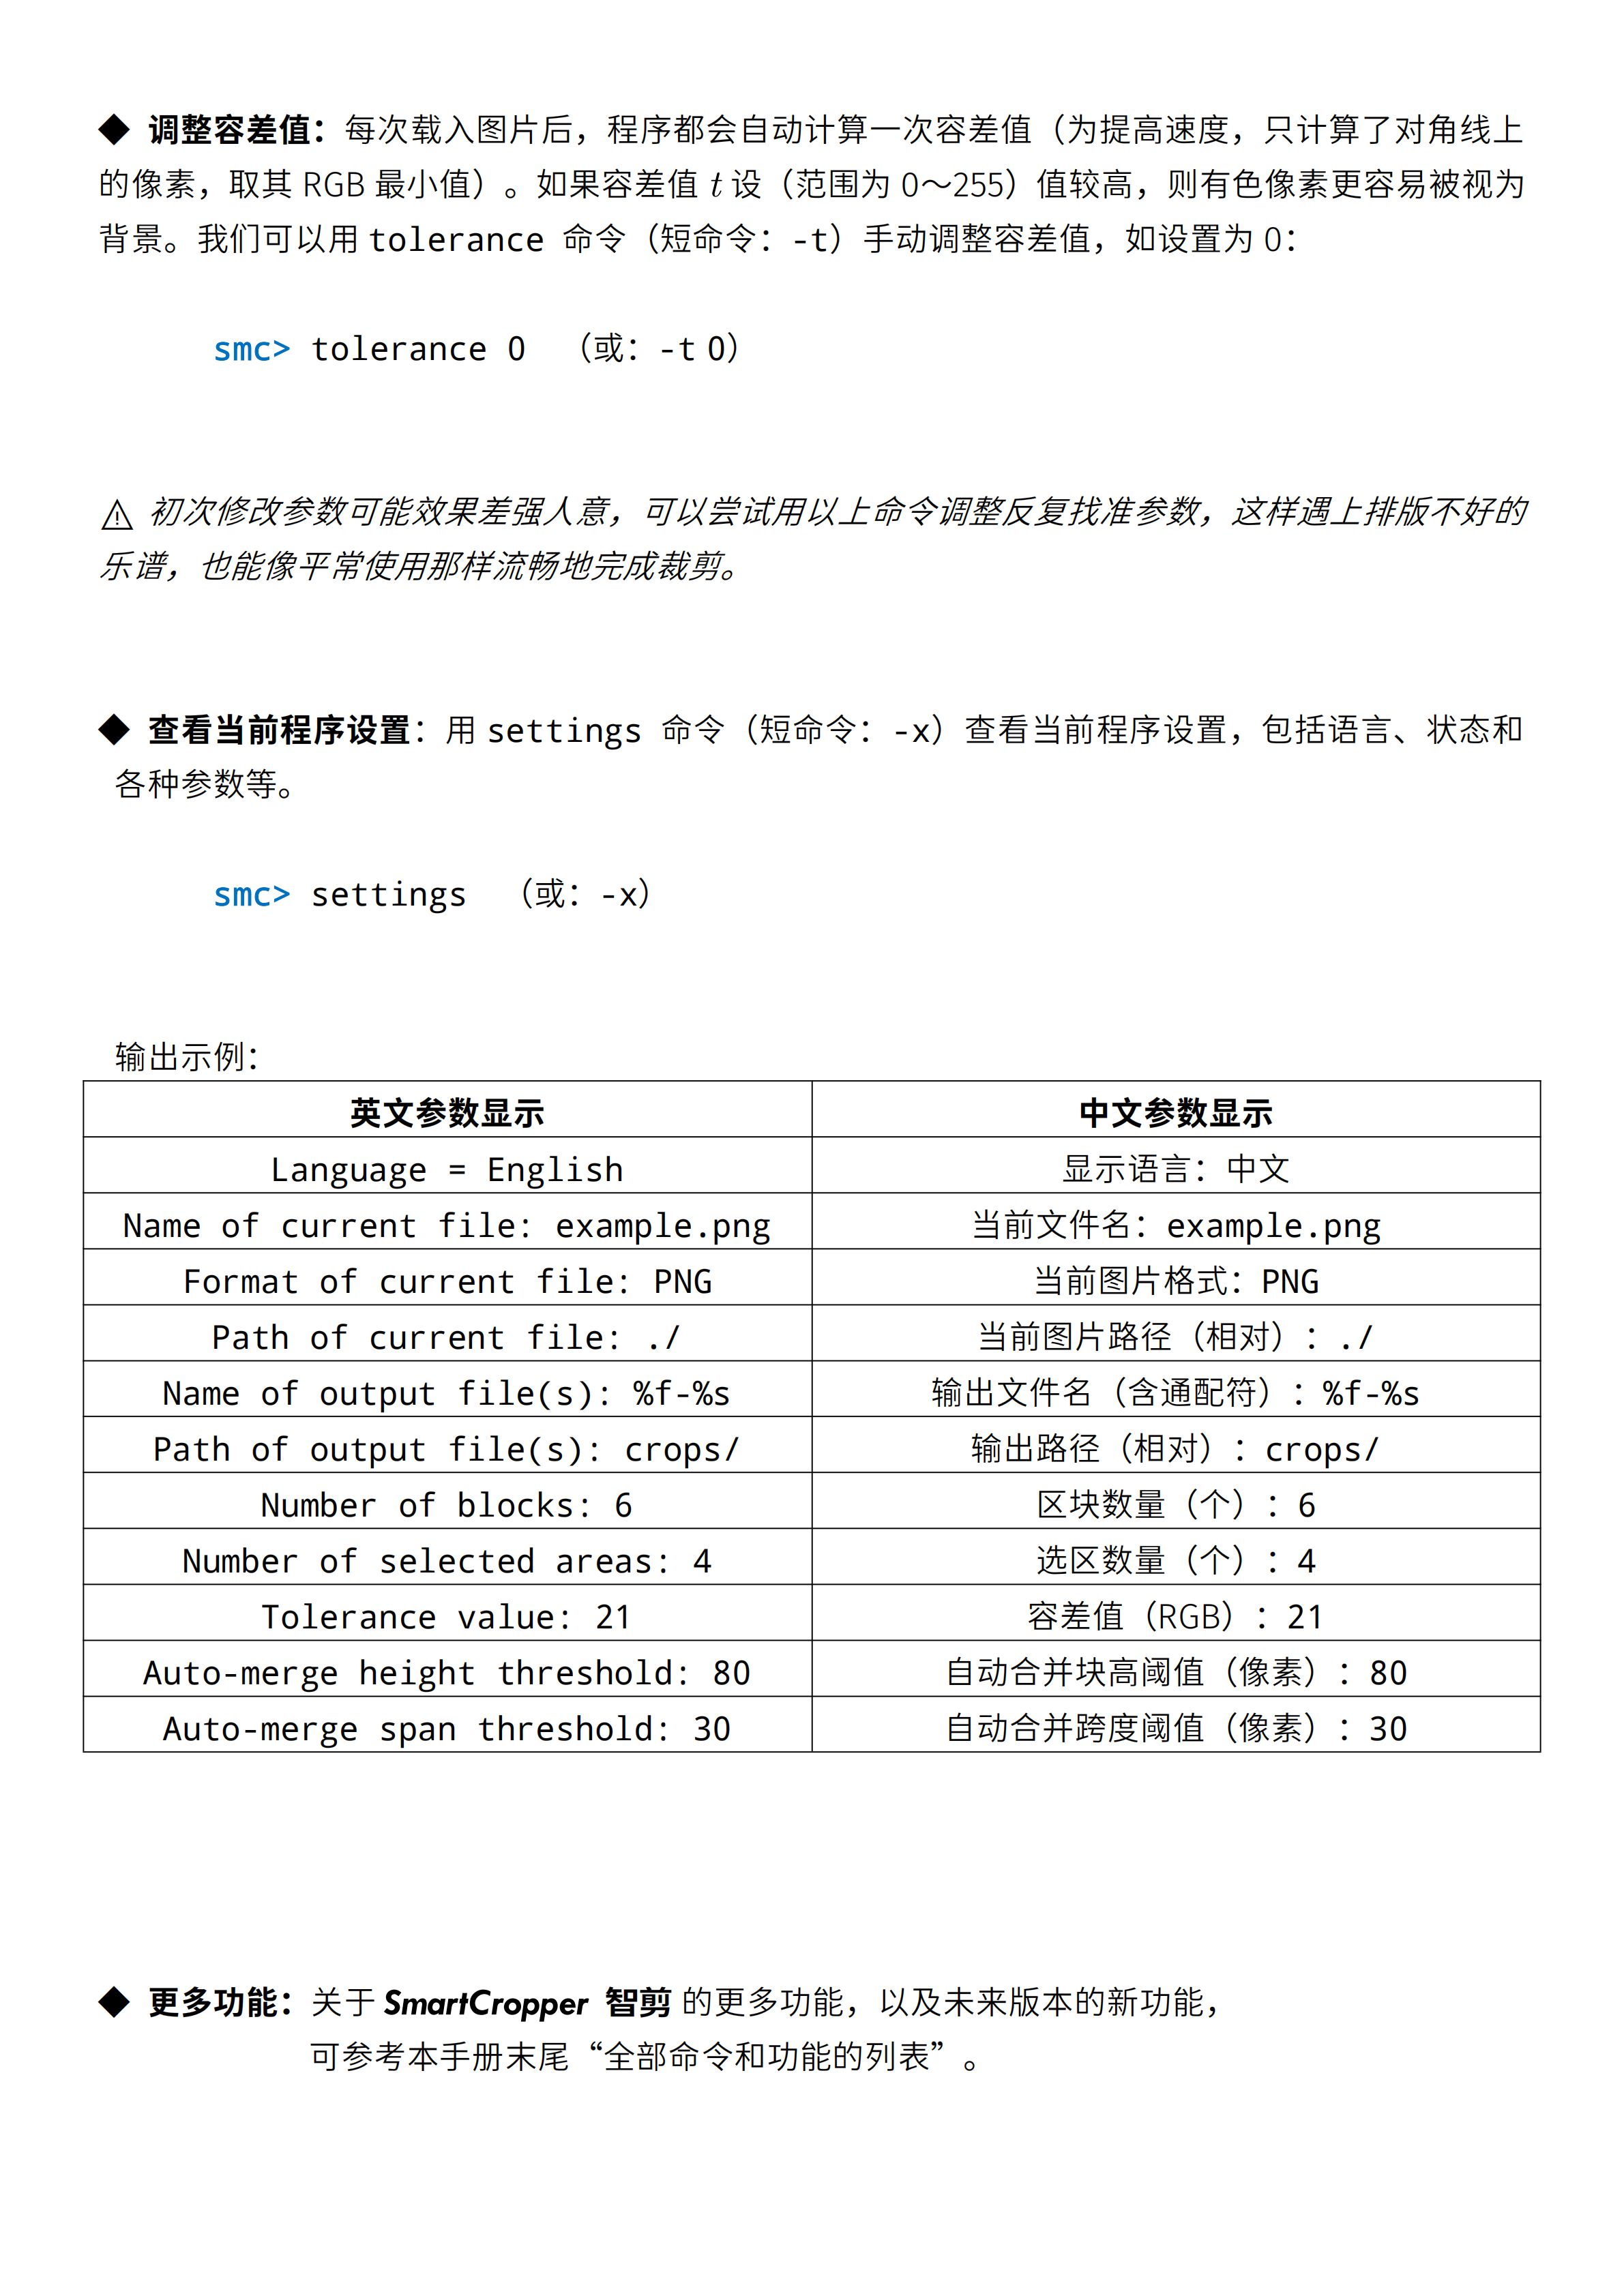 ◆ 调整容差值：每次载入图片后，程序都会自动计算一次容差值（为提高速度，只计算了对角线上
的像素，取其 RGB 最小值）。如果容差值 t 设（范围为 0～255）值较高，则有色像素更容易被视为
背景。我们可以用 tolerance 命令（短命令：-t）手动调整容差值，如设置为 0：
smc> tolerance 0 （或：-t 0）
⚠ 初次修改参数可能效果差强人意，可以尝试用以上命令调整反复找准参数，这样遇上排版不好的
乐谱，也能像平常使用那样流畅地完成裁剪。
◆ 查看当前程序设置：用 settings 命令（短命令：-x）查看当前程序设置，包括语言、状态和
各种参数等。
smc> settings （或：-x）
输出示例：
英文参数显示 中文参数显示
Language = English 显示语言：中文
Name of current file: example.png 当前文件名：example.png
Format of current file: PNG 当前图片格式：PNG
Path of current file: ./ 当前图片路径（相对）：./
Name of output file(s): %f-%s 输出文件名（含通配符）：%f-%s
Path of output file(s): crops/ 输出路径（相对）：crops/
Number of blocks: 6 区块数量（个）：6
Number of selected areas: 4 选区数量（个）：4
Tolerance value: 21 容差值（RGB）：21
Auto-merge height threshold: 80 自动合并块高阈值（像素）：80
Auto-merge span threshold: 30 自动合并跨度阈值（像素）：30
◆ 更多功能：关于 SmartCropper 智剪 的更多功能，以及未来版本的新功能，
可参考本手册末尾“全部命令和功能的列表”。